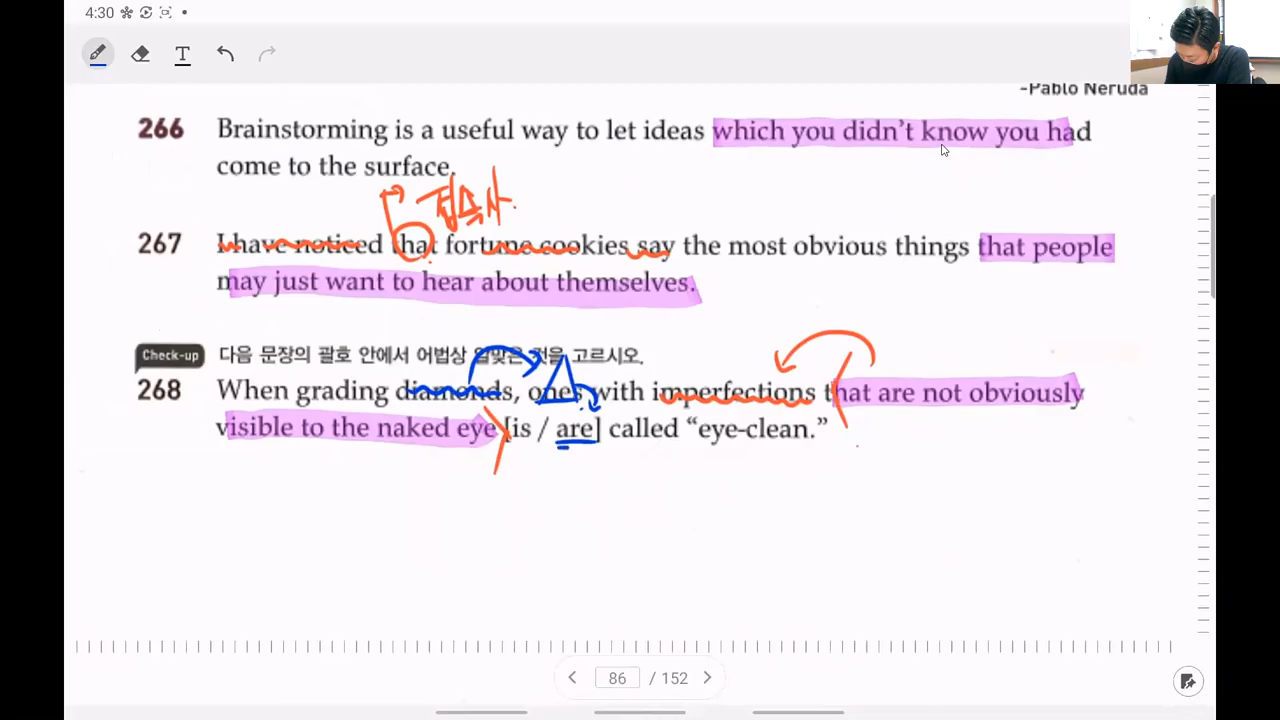 4:30
T
-Pablo Neruda
266 Brainstorming is a useful way to let ideas which you didn't know you had
come to the surface.
접속사
267 I have noticed that fortune cookies say the most obvious things that people
may just want to hear about themselves.
Check-up 다음 문장의 괄호 안에서 어법상 알맞은 것을 고르시오.
268 When grading diamonds, ones with imperfections that are not obviously
visible to the naked eye [is / are] called “eye-clean.”
86 / 152